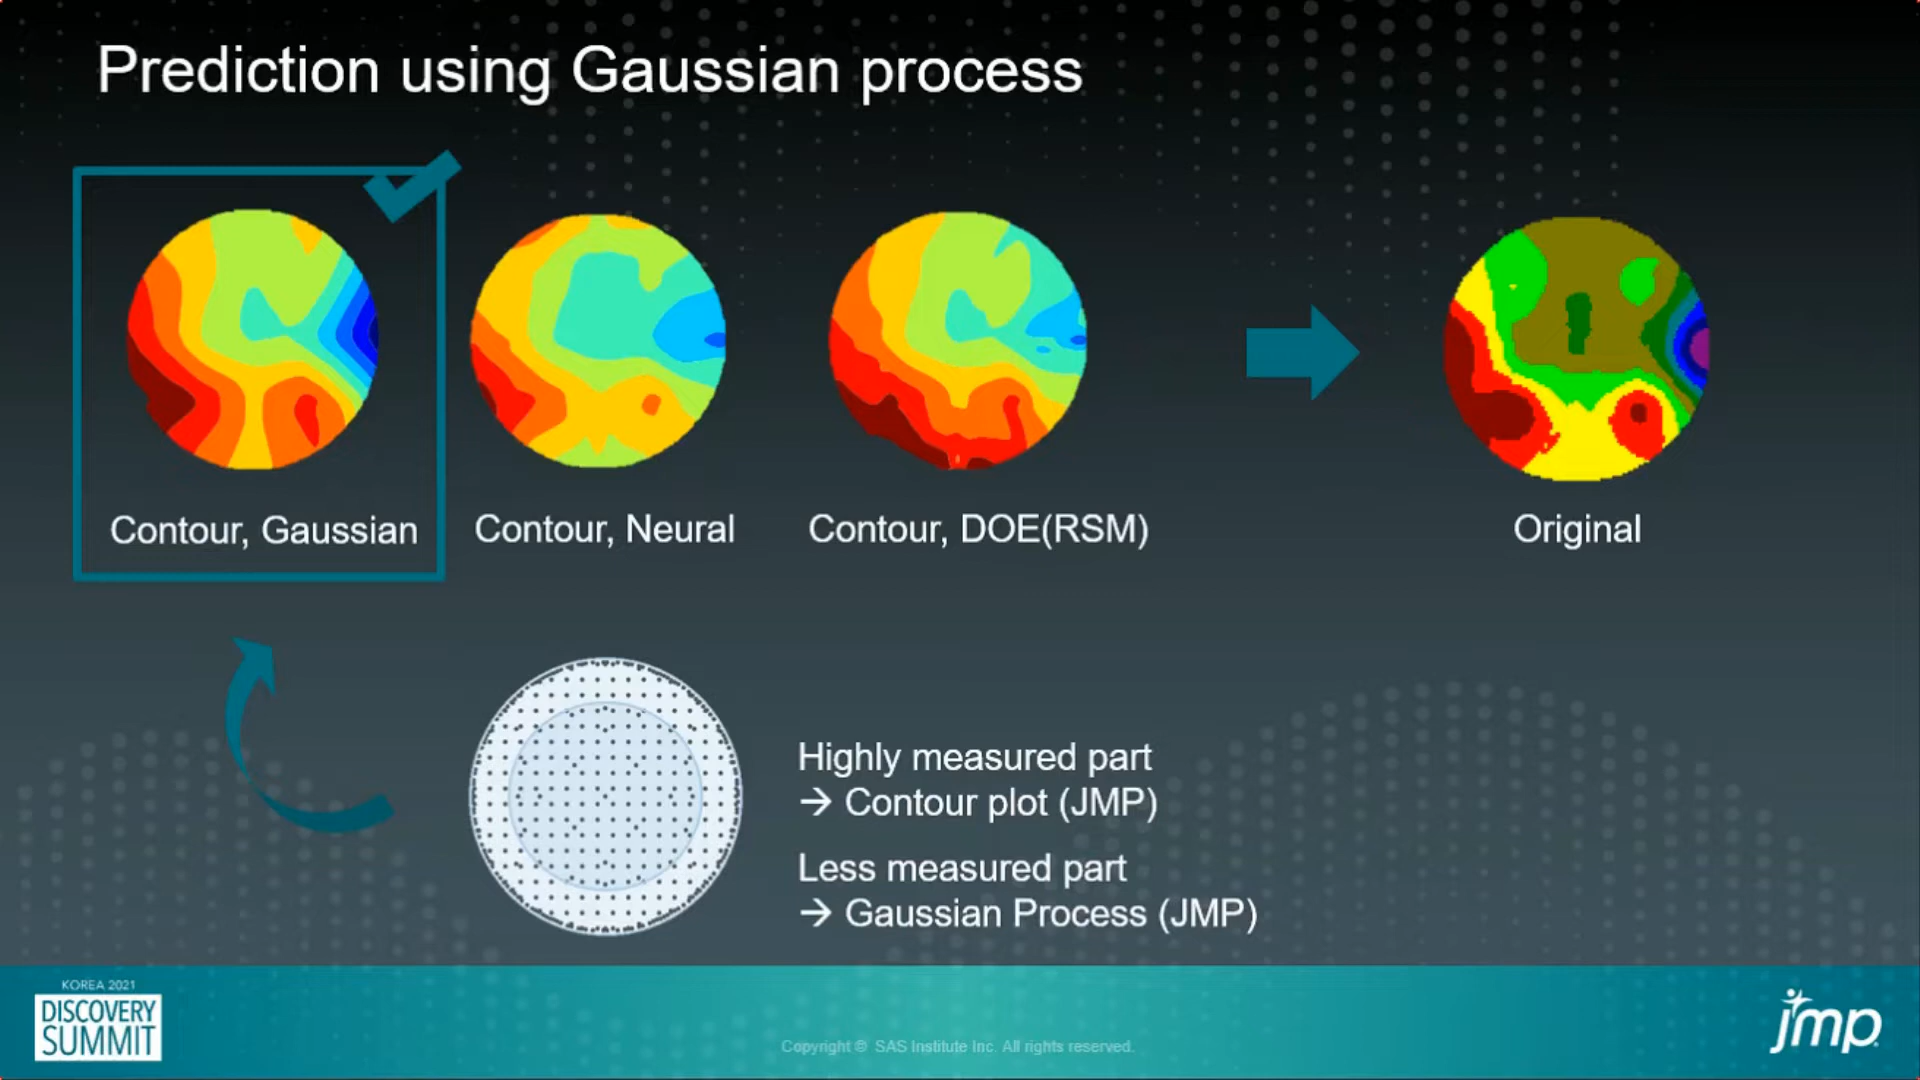 Prediction using Gaussian process
Contour, Gaussian
Contour, Neural
Contour, DOE(RSM)
Original
Highly measured part
→ Contour plot (JMP)
Less measured part
→ Gaussian Process (JMP)
KOREA 2021
DISCOVERY
SUMMIT
Copyright © SAS Institute Inc. All rights reserved.
jmp